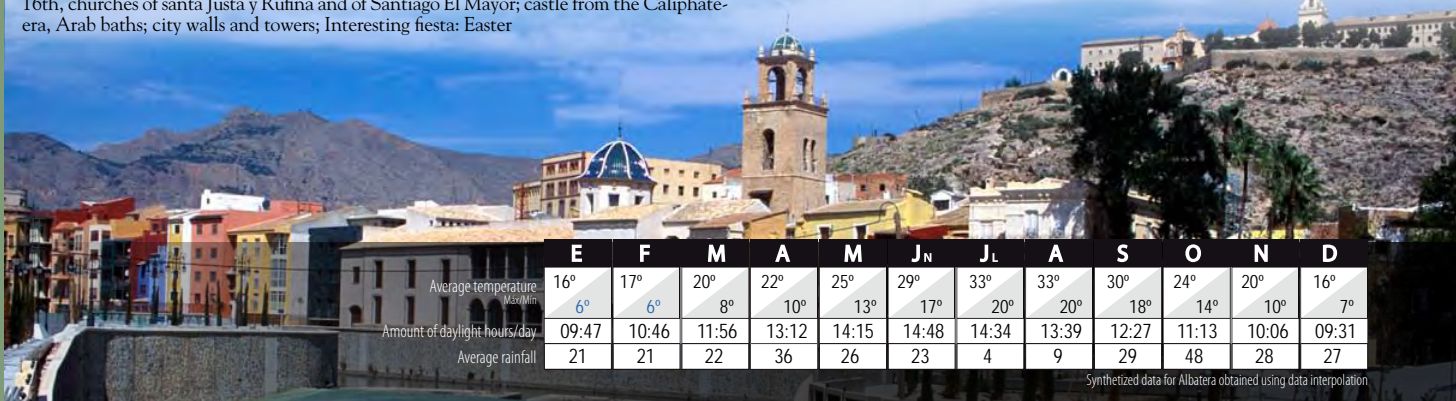 16th, churches of santa Justa y Rufina and of Santiago El Mayor; castle from the Caliphate-
era, Arab baths; city walls and towers; Interesting fiesta: Easter
E F M A M JN JL A S O N D
Average temperature 16º 17º 20º 22º 25º 29º 33º 33º 30º 24º 20º 16º
Máx/Mín 6º 6º 8º 10º 13º 17º 20º 20º 18º 14º 10º 7º
Amount of daylight hours/day 09:47 10:46 11:56 13:12 14:15 14:48 14:34 13:39 12:27 11:13 10:06 09:31
Average rainfall 21 21 22 36 26 23 4 9 29 48 28 27
Synthetized data for Albatera obtained using data interpolation